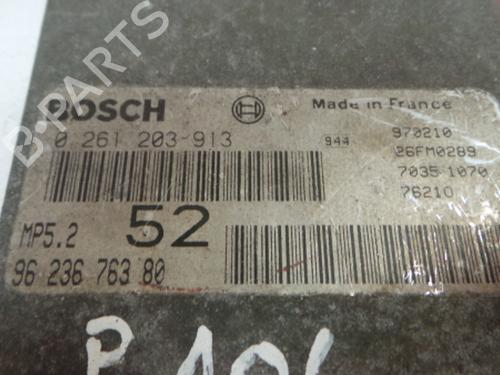 B-PARTS
BOSCH
Made in France
0 261 203-913
944
970210
26FM0289
7035 1070
76210
MP5.2
52
96 236 763 80